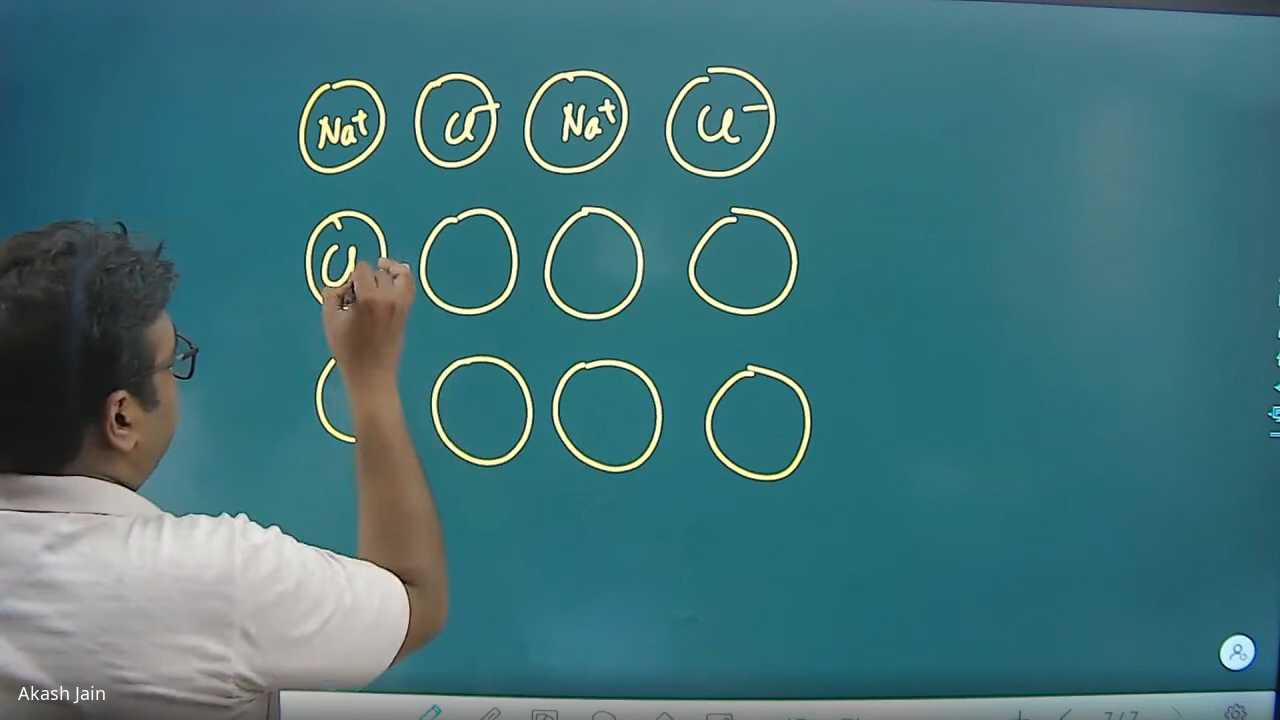 Na⁺ Cl⁻ Na⁺ Cl⁻
Cl
Akash Jain